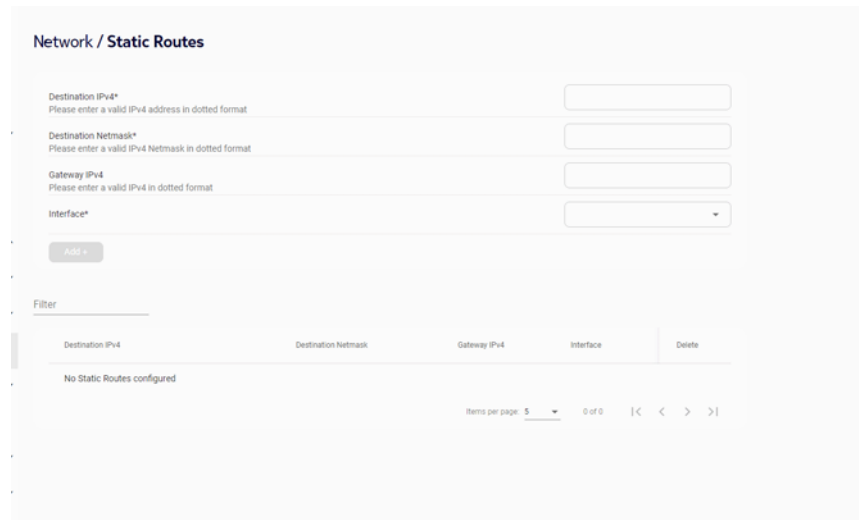 Network / Static Routes
Destination IPv4*
Please enter a valid IPv4 address in dotted format
Destination Netmask*
Please enter a valid IPv4 Netmask in dotted format
Gateway IPv4
Please enter a valid IPv4 in dotted format
Interface*
Add +
Filter
Destination IPv4 Destination Netmask Gateway IPv4 Interface Delete
No Static Routes configured
Items per page: 5 0 of 0